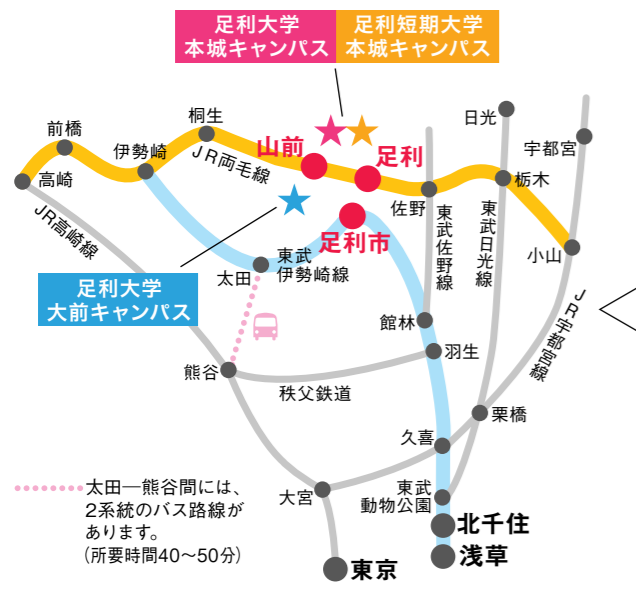 足利大学
本城キャンパス
足利短期大学
本城キャンパス
日光
桐生
前橋
宇都宮
伊勢崎
JR両毛線
山前
足利
高崎
栃木
佐野
JR高崎線
足利市
東武佐野線
東武日光線
小山
太田
東武
伊勢崎線
足利大学
大前キャンパス
JR宇都宮線
館林
羽生
熊谷
秩父鉄道
栗橋
久喜
大宮
東武
動物公園
太田―熊谷間には、
2系統のバス路線が
あります。
(所要時間40〜50分)
北千住
浅草
東京